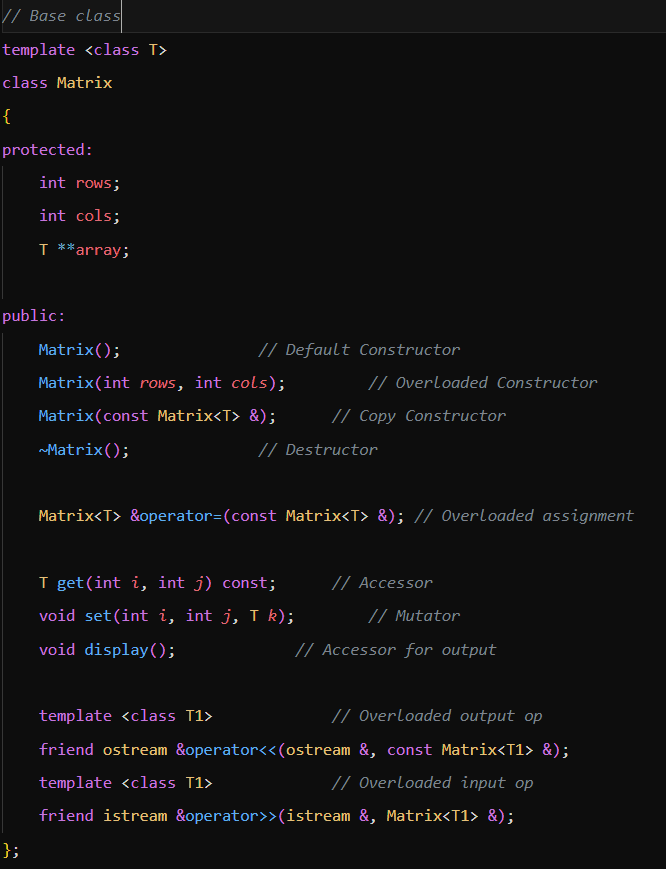 // Base class
template <class T>
class Matrix
{
protected:
    int rows;
    int cols;
    T **array;

public:
    Matrix();               // Default Constructor
    Matrix(int rows, int cols);         // Overloaded Constructor
    Matrix(const Matrix<T> &);      // Copy Constructor
    ~Matrix();              // Destructor

    Matrix<T> &operator=(const Matrix<T> &); // Overloaded assignment

    T get(int i, int j) const;      // Accessor
    void set(int i, int j, T k);        // Mutator
    void display();             // Accessor for output

    template <class T1>             // Overloaded output op
    friend ostream &operator<<(ostream &, const Matrix<T1> &);
    template <class T1>             // Overloaded input op
    friend istream &operator>>(istream &, Matrix<T1> &);
};